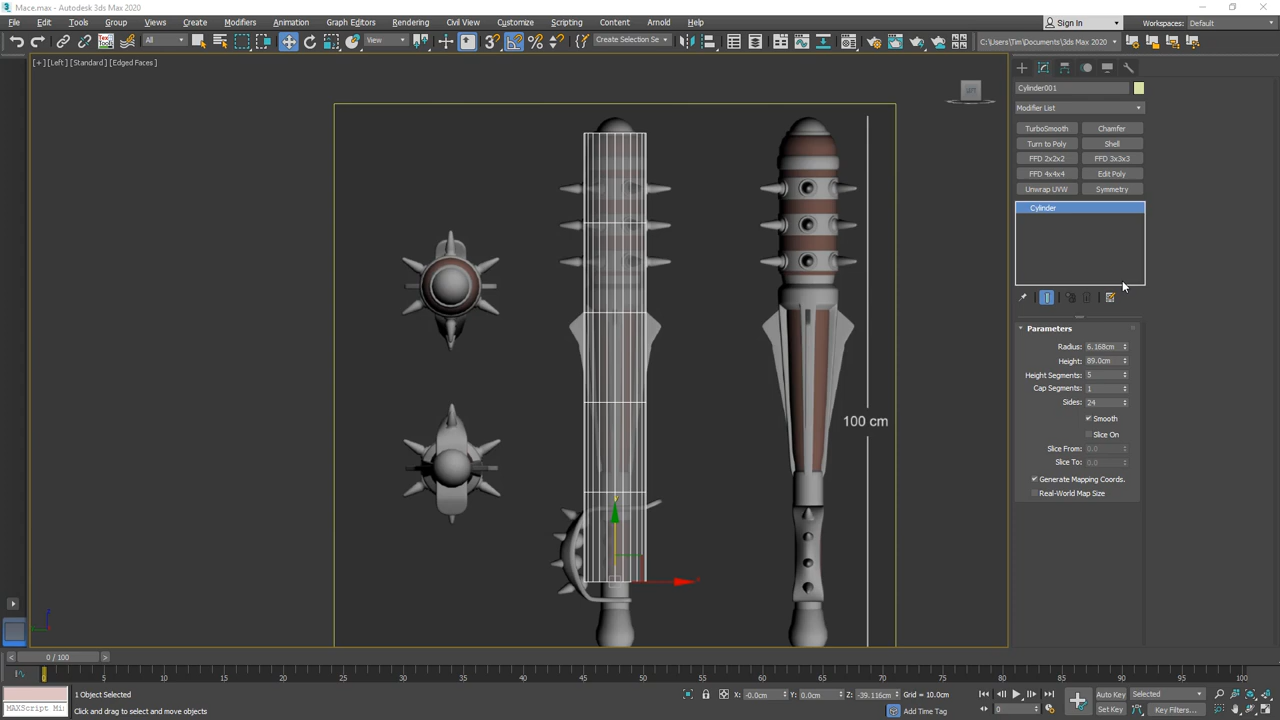 Mace.max - Autodesk 3ds Max 2020
File Edit Tools Group Views Mace Modifiers Animation Graph Editors Rendering Civil View Customize Scripting Content Arnold Help
Sign In Workspaces: Default
All View Create Selection Se C:\Users\Tim\Documents\3ds Max 2020
[+] [Left] [Standard] [Edged Faces]
Cylinder001
Modifier List
TurboSmooth Chamfer
Turn to Poly Shell
FFD 2x2x2 FFD 3x3x3
FFD 4x4x4 Edit Poly
Unwrap UVW Symmetry
Cylinder
Parameters
Radius: 6.168cm
Height: 89.0cm
Height Segments: 5
Cap Segments: 1
Sides: 24
Smooth
Slice On
Slice From: 0.0
Slice To: 0.0
Generate Mapping Coords.
Real-World Map Size
100 cm
0 / 100
0 5 10 15 20 25 30 35 40 45 50 55 60 65 70 75 80 85 90 95 100
1 Object Selected X: -0.0cm Y: 0.0cm Z: -39.116cm Grid = 10.0cm Auto Key Selected
MAXScript Mi Click and drag to select and move objects Add Time Tag 0 Set Key Key Filters...